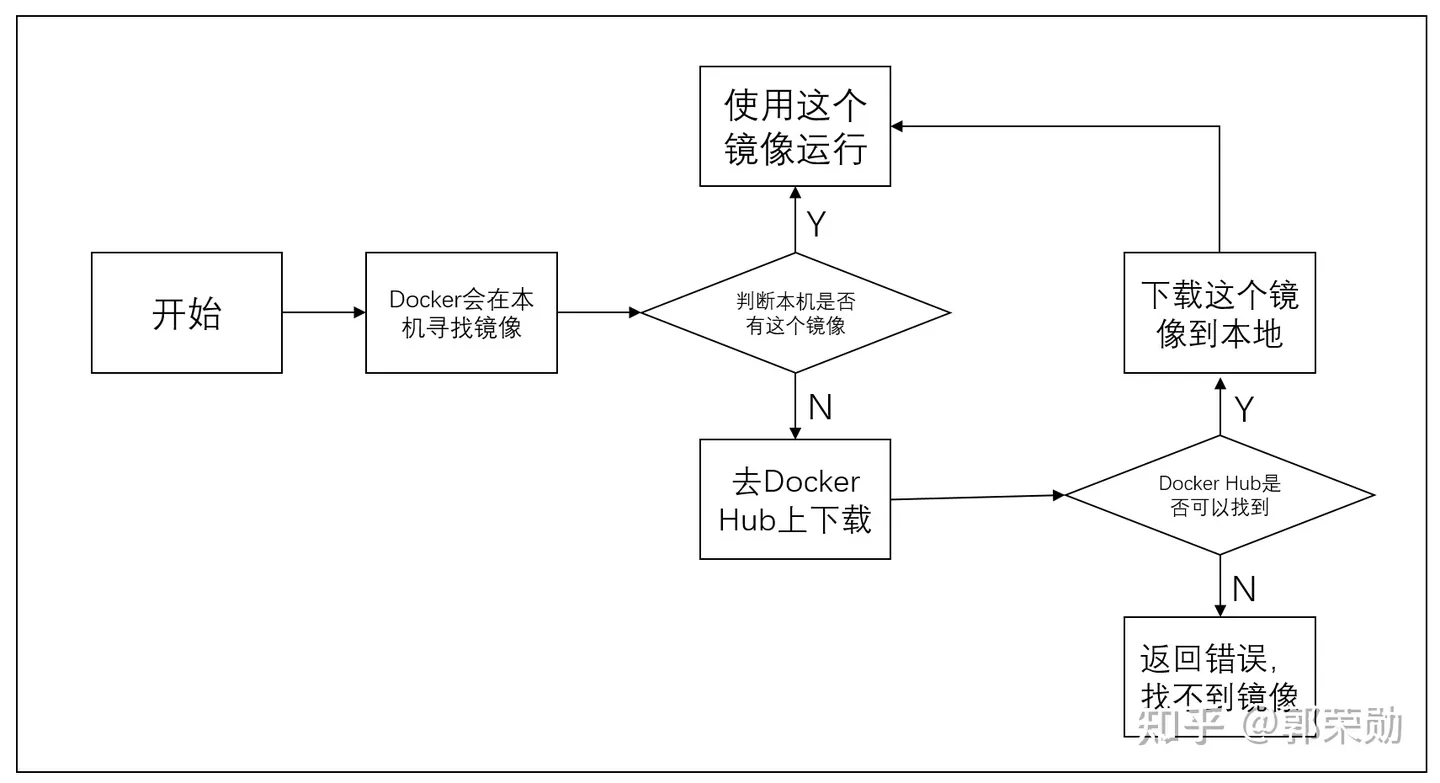 使用这个
镜像运行
Y
开始
Docker会在本
机寻找镜像
判断本机是否
有这个镜像
下载这个镜
像到本地
N
Y
去Docker
Hub上下载
Docker Hub是
否可以找到
N
返回错误，
找不到镜像
知乎 @郭荣勋